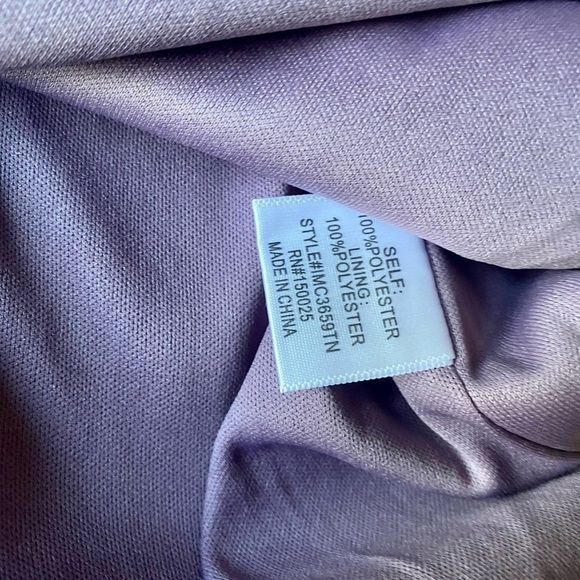 SELF:
100%POLYESTER
LINING:
100%POLYESTER
STYLE#IMC3659TN
RN#150025
MADE IN CHINA